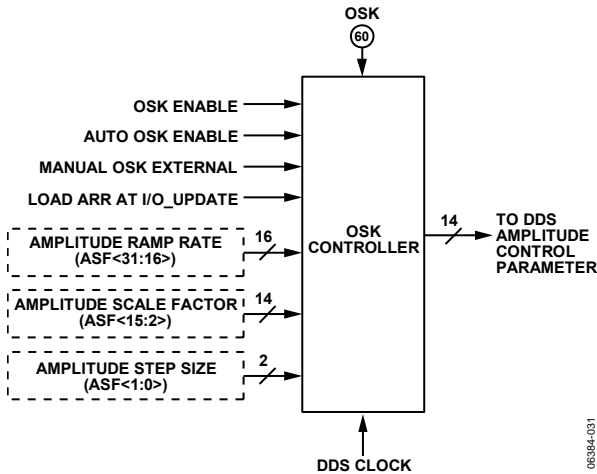 OSK
60
OSK ENABLE
AUTO OSK ENABLE
MANUAL OSK EXTERNAL
LOAD ARR AT I/O_UPDATE
AMPLITUDE RAMP RATE
(ASF<31:16>)
16
AMPLITUDE SCALE FACTOR
(ASF<15:2>)
14
AMPLITUDE STEP SIZE
(ASF<1:0>)
2
OSK
CONTROLLER
14
TO DDS
AMPLITUDE
CONTROL
PARAMETER
DDS CLOCK
06384-031